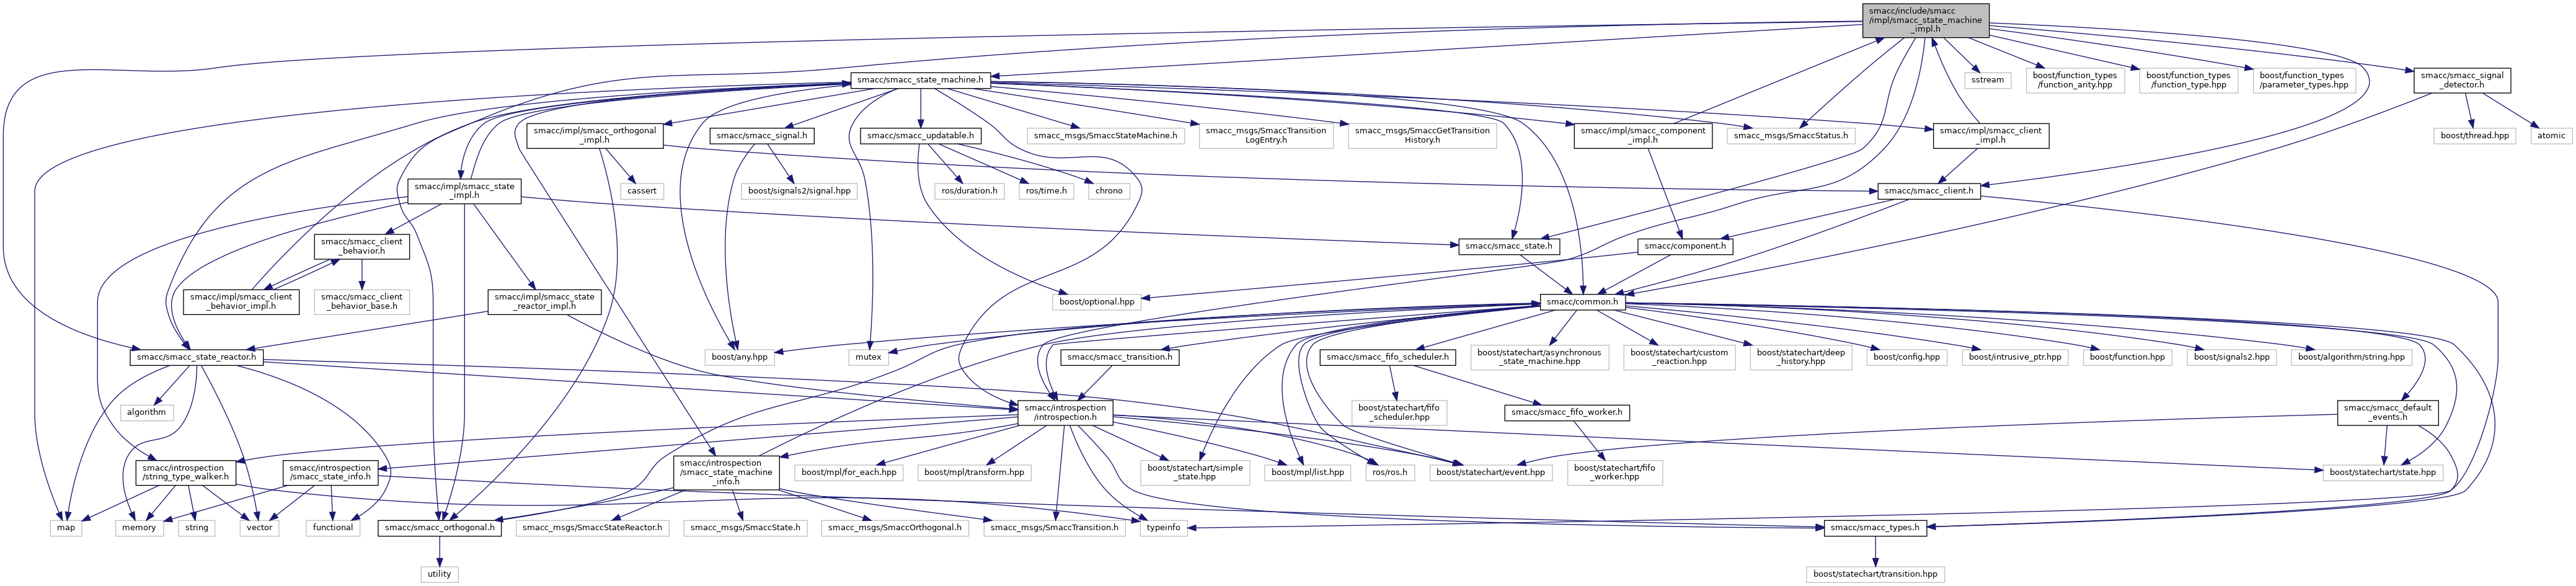 smacc/include/smacc
/impl/smacc_state_machine
_impl.h
smacc/smacc_state_machine.h
sstream
boost/function_types
/function_arity.hpp
boost/function_types
/function_type.hpp
boost/function_types
/parameter_types.hpp
smacc/smacc_signal
_detector.h
smacc/impl/smacc_orthogonal
_impl.h
smacc/smacc_signal.h
smacc/smacc_updatable.h
smacc_msgs/SmaccStateMachine.h
smacc_msgs/SmaccTransition
LogEntry.h
smacc_msgs/SmaccGetTransition
History.h
smacc/impl/smacc_component
_impl.h
smacc_msgs/SmaccStatus.h
smacc/impl/smacc_client
_impl.h
boost/thread.hpp
atomic
smacc/impl/smacc_state
_impl.h
cassert
boost/signals2/signal.hpp
ros/duration.h
ros/time.h
chrono
smacc/smacc_client.h
smacc/smacc_client
_behavior.h
smacc/smacc_state.h
smacc/component.h
smacc/impl/smacc_client
_behavior_impl.h
smacc/smacc_client
_behavior_base.h
smacc/impl/smacc_state
_reactor_impl.h
boost/optional.hpp
smacc/common.h
smacc/smacc_state_reactor.h
boost/any.hpp
mutex
smacc/smacc_transition.h
smacc/smacc_fifo_scheduler.h
boost/statechart/asynchronous
_state_machine.hpp
boost/statechart/custom
_reaction.hpp
boost/statechart/deep
_history.hpp
boost/config.hpp
boost/intrusive_ptr.hpp
boost/function.hpp
boost/signals2.hpp
boost/algorithm/string.hpp
algorithm
smacc/introspection
/introspection.h
boost/statechart/fifo
_scheduler.hpp
smacc/smacc_fifo_worker.h
smacc/smacc_default
_events.h
smacc/introspection
/string_type_walker.h
smacc/introspection
/smacc_state_info.h
smacc/introspection
/smacc_state_machine
_info.h
boost/mpl/for_each.hpp
boost/mpl/transform.hpp
boost/statechart/simple
_state.hpp
boost/mpl/list.hpp
ros/ros.h
boost/statechart/event.hpp
boost/statechart/fifo
_worker.hpp
boost/statechart/state.hpp
map
memory
string
vector
functional
smacc/smacc_orthogonal.h
smacc_msgs/SmaccStateReactor.h
smacc_msgs/SmaccState.h
smacc_msgs/SmaccOrthogonal.h
smacc_msgs/SmaccTransition.h
typeinfo
smacc/smacc_types.h
utility
boost/statechart/transition.hpp